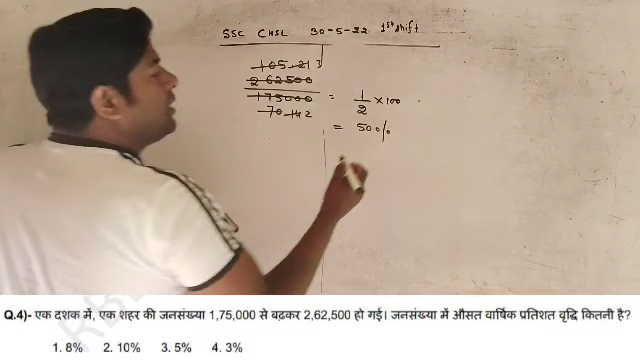 SSC CHSL 30-5-22 1st shift
105 213
262500
175000 = 1/2 × 100
70 142
= 50%
Q.4)- एक दशक में, एक शहर की जनसंख्या 1,75,000 से बढ़कर 2,62,500 हो गई। जनसंख्या में औसत वार्षिक प्रतिशत वृद्धि कितनी है?
1. 8% 2. 10% 3. 5% 4. 3%